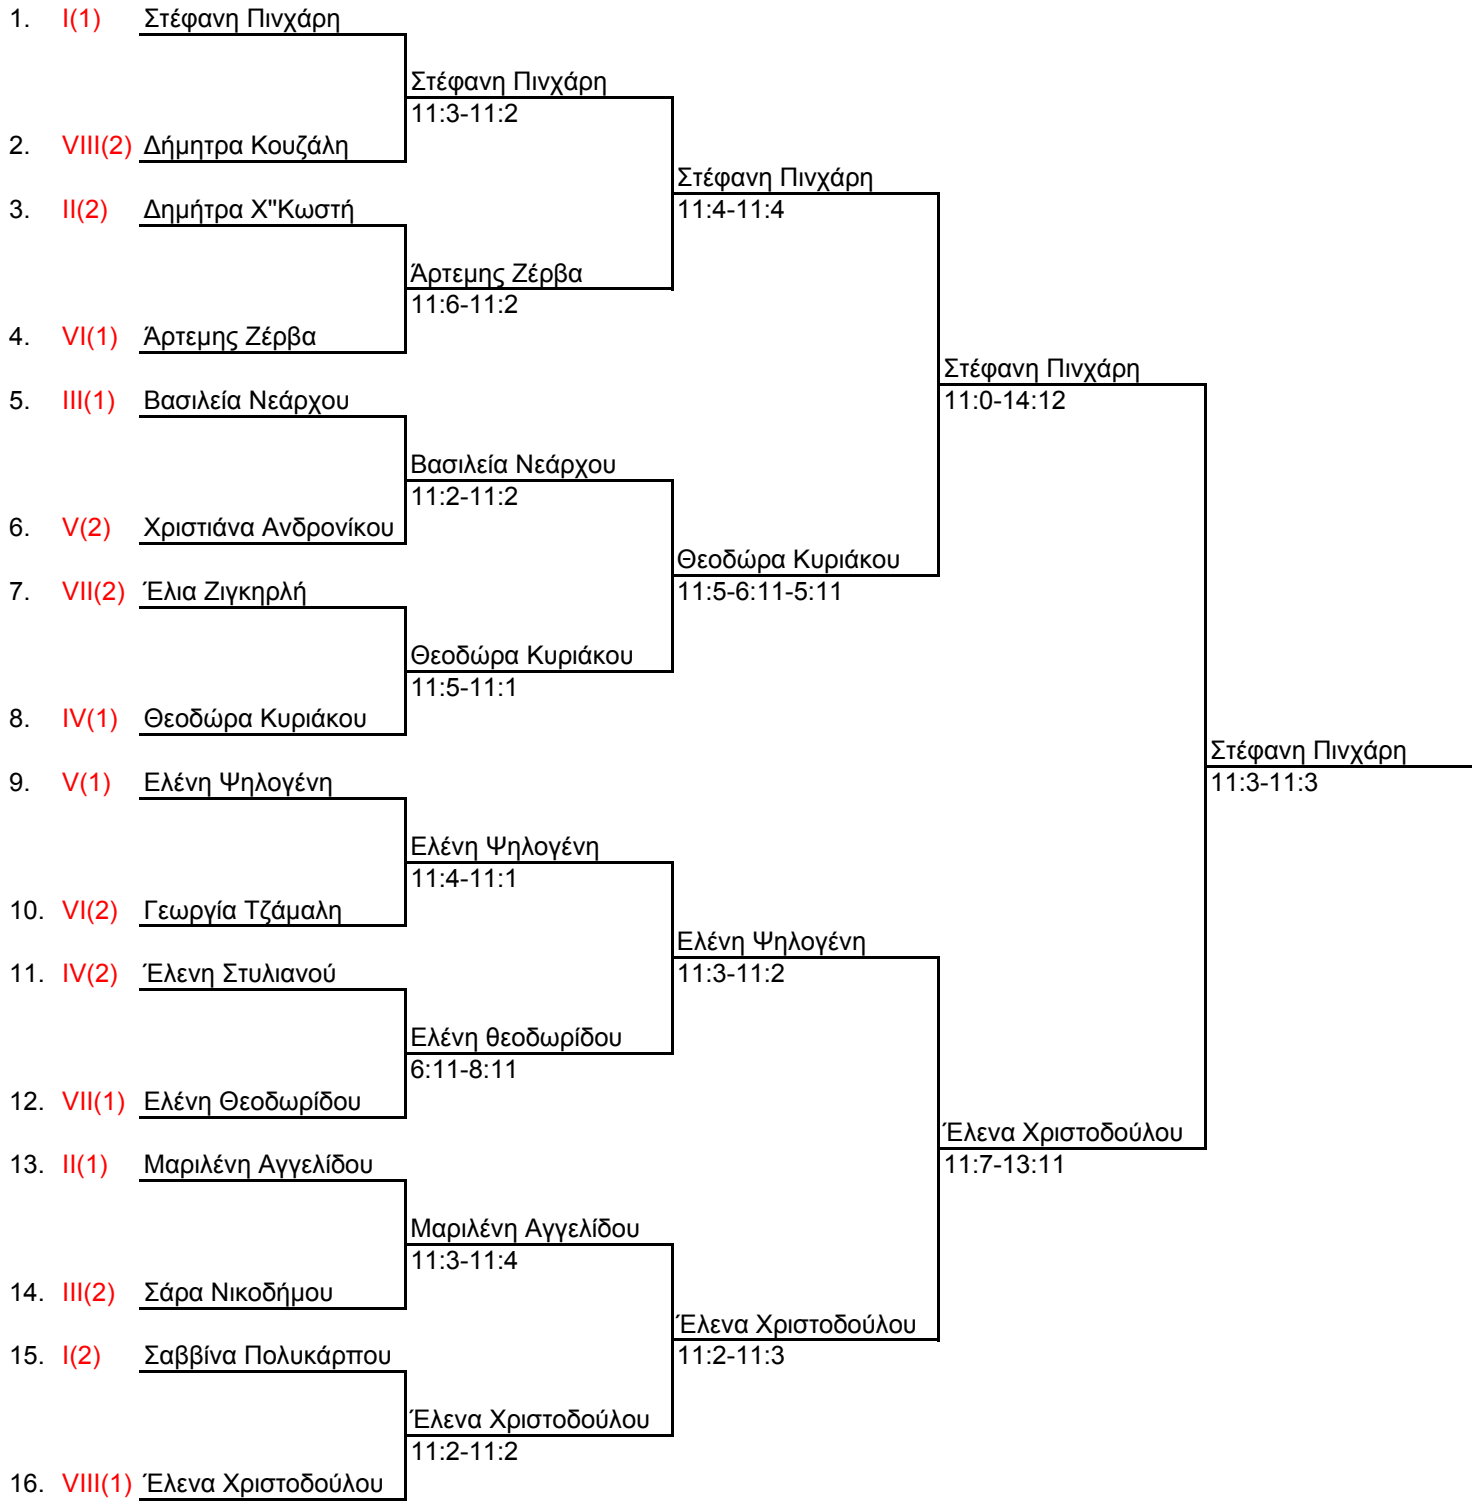 1. I(1) Στέφανη Πινχάρη
Στέφανη Πινχάρη
11:3-11:2
2. VIII(2) Δήμητρα Κουζάλη
Στέφανη Πινχάρη
3. II(2) Δημήτρα Χ"Κωστή
11:4-11:4
Άρτεμης Ζέρβα
11:6-11:2
4. VI(1) Άρτεμης Ζέρβα
Στέφανη Πινχάρη
5. III(1) Βασιλεία Νεάρχου
11:0-14:12
Βασιλεία Νεάρχου
11:2-11:2
6. V(2) Χριστιάνα Ανδρονίκου
Θεοδώρα Κυριάκου
7. VII(2) Έλια Ζιγκηρλή
11:5-6:11-5:11
Θεοδώρα Κυριάκου
11:5-11:1
8. IV(1) Θεοδώρα Κυριάκου
Στέφανη Πινχάρη
9. V(1) Ελένη Ψηλογένη
11:3-11:3
Ελένη Ψηλογένη
11:4-11:1
10. VI(2) Γεωργία Τζάμαλη
Ελένη Ψηλογένη
11. IV(2) Έλενη Στυλιανού
11:3-11:2
Ελένη θεοδωρίδου
6:11-8:11
12. VII(1) Ελένη Θεοδωρίδου
Έλενα Χριστοδούλου
13. II(1) Μαριλένη Αγγελίδου
11:7-13:11
Μαριλένη Αγγελίδου
11:3-11:4
14. III(2) Σάρα Νικοδήμου
Έλενα Χριστοδούλου
15. I(2) Σαββίνα Πολυκάρπου
11:2-11:3
Έλενα Χριστοδούλου
11:2-11:2
16. VIII(1) Έλενα Χριστοδούλου